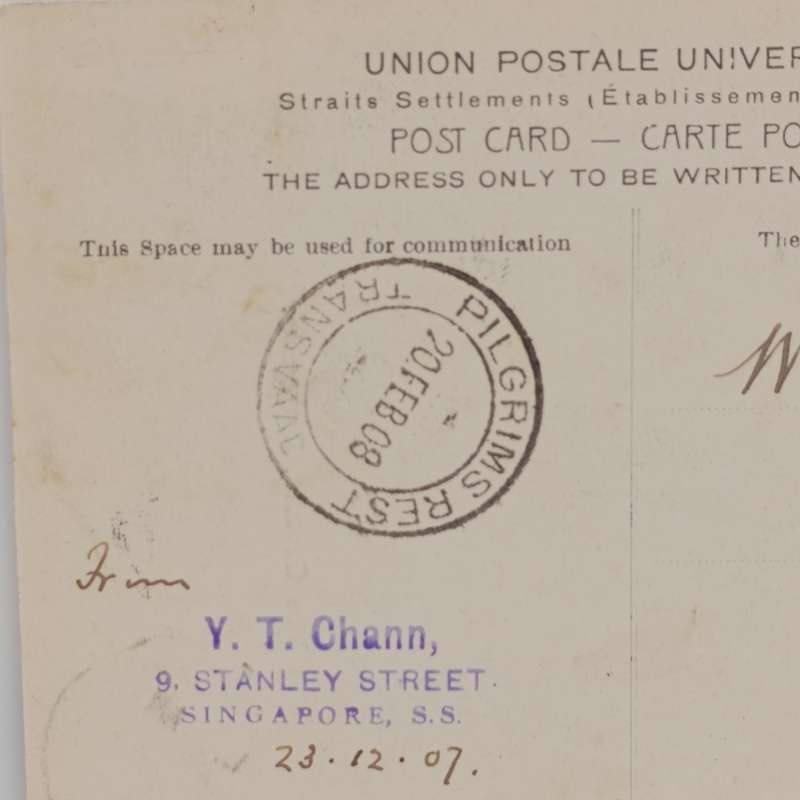 UNION POSTALE UNIVER
Straits Settlements (Établissemen
POST CARD — CARTE PO
THE ADDRESS ONLY TO BE WRITTEN
This Space may be used for communication
The
PILGRIMS REST
TRANSVAAL
20 FEB 08
W
From
Y. T. Chann,
9. STANLEY STREET.
SINGAPORE, S.S.
23.12.07.